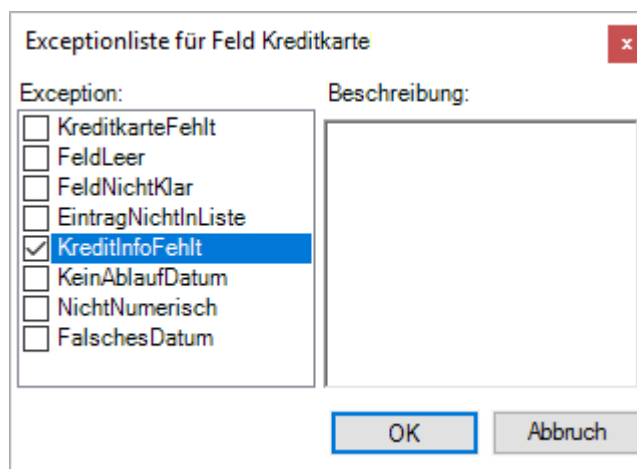 Exceptionliste für Feld Kreditkarte
x
Exception:
Beschreibung:
KreditkarteFehlt
FeldLeer
FeldNichtKlar
EintragNichtInListe
KreditInfoFehlt
KeinAblaufDatum
NichtNumerisch
FalschesDatum
OK
Abbruch